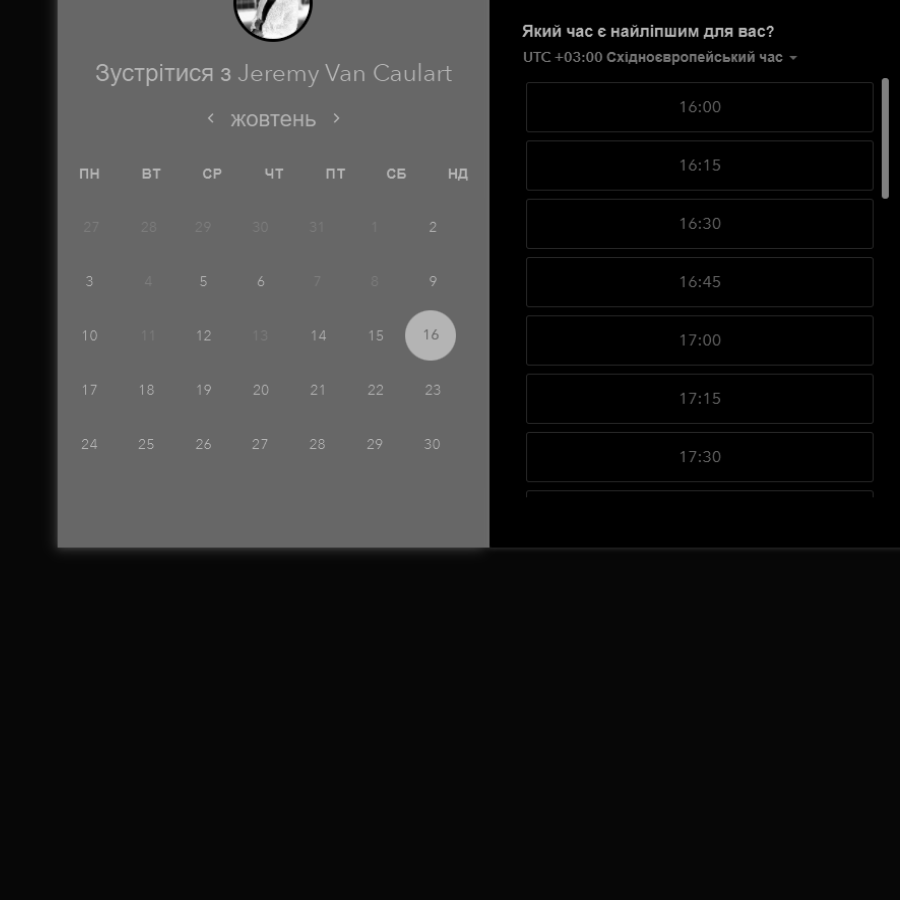 Зустрітися з Jeremy Van Caulart
жовтень
ПН ВТ СР ЧТ ПТ СБ НД
27 28 29 30 31 1 2
3 4 5 6 7 8 9
10 11 12 13 14 15 16
17 18 19 20 21 22 23
24 25 26 27 28 29 30
Який час є найліпшим для вас?
UTC +03:00 Східноєвропейський час
16:00
16:15
16:30
16:45
17:00
17:15
17:30